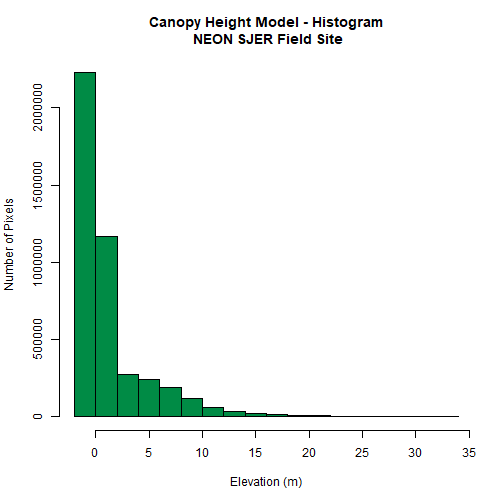 Canopy Height Model - Histogram
NEON SJER Field Site
Number of Pixels
2000000
1500000
1000000
500000
0
0 5 10 15 20 25 30 35
Elevation (m)